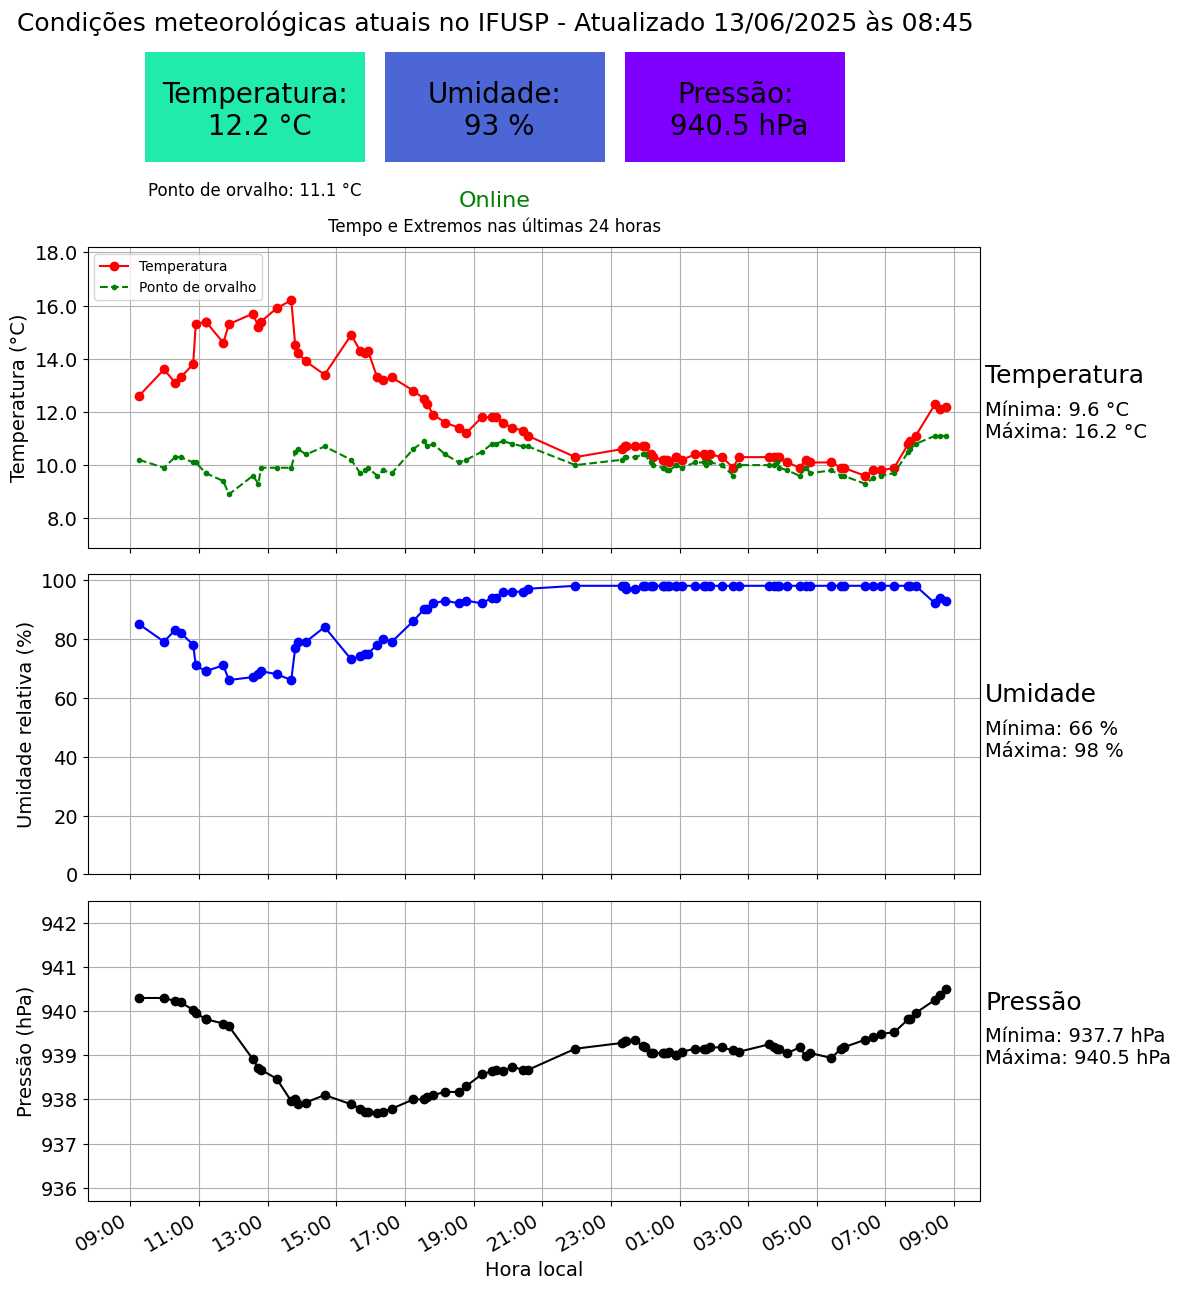 Condições meteorológicas atuais no IFUSP - Atualizado 13/06/2025 às 08:45
Temperatura:
12.2 °C
Umidade:
93 %
Pressão:
940.5 hPa
Ponto de orvalho: 11.1 °C
Online
Tempo e Extremos nas últimas 24 horas
Temperatura (°C)
18.0
16.0
14.0
12.0
10.0
8.0
Temperatura
Ponto de orvalho
Temperatura
Mínima: 9.6 °C
Máxima: 16.2 °C
Umidade relativa (%)
100
80
60
40
20
0
Umidade
Mínima: 66 %
Máxima: 98 %
Pressão (hPa)
942
941
940
939
938
937
936
Pressão
Mínima: 937.7 hPa
Máxima: 940.5 hPa
09:00 11:00 13:00 15:00 17:00 19:00 21:00 23:00 01:00 03:00 05:00 07:00 09:00
Hora local